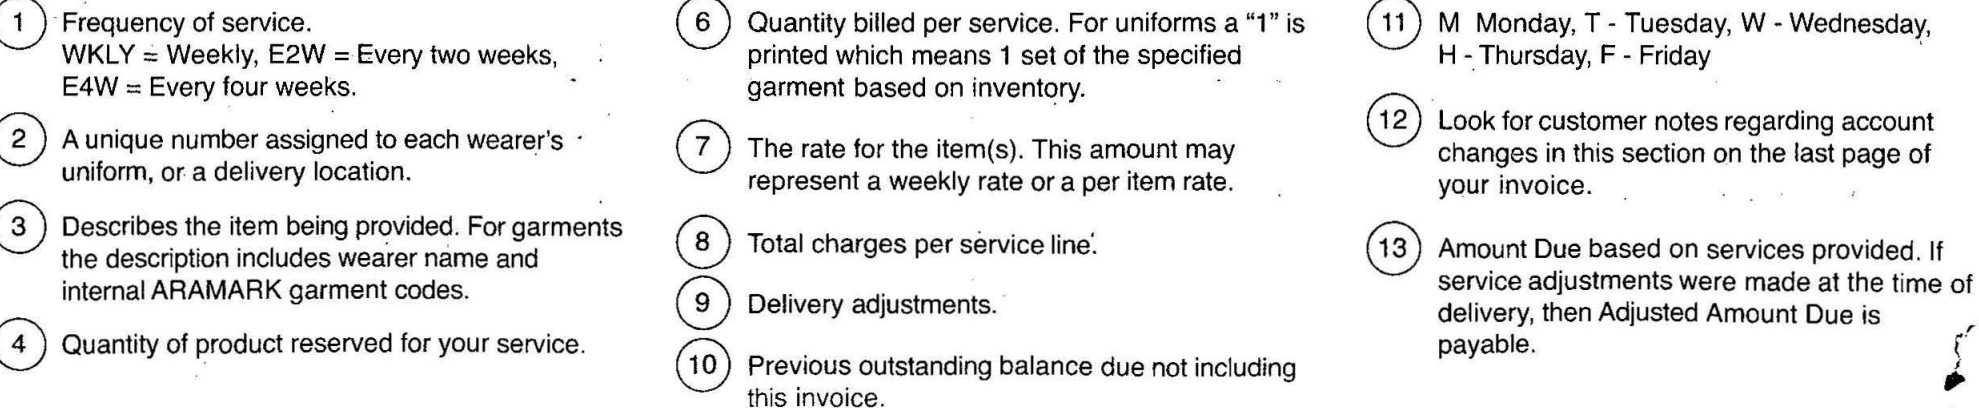 1 Frequency of service.
WKLY = Weekly, E2W = Every two weeks,
E4W = Every four weeks.
2 A unique number assigned to each wearer's
uniform, or a delivery location.
3 Describes the item being provided. For garments
the description includes wearer name and
internal ARAMARK garment codes.
4 Quantity of product reserved for your service.
6 Quantity billed per service. For uniforms a “1” is
printed which means 1 set of the specified
garment based on inventory.
7 The rate for the item(s). This amount may
represent a weekly rate or a per item rate.
8 Total charges per service line.
9 Delivery adjustments.
10 Previous outstanding balance due not including
this invoice.
11 M Monday, T - Tuesday, W - Wednesday,
H - Thursday, F - Friday
12 Look for customer notes regarding account
changes in this section on the last page of
your invoice.
13 Amount Due based on services provided. If
service adjustments were made at the time of
delivery, then Adjusted Amount Due is
payable.